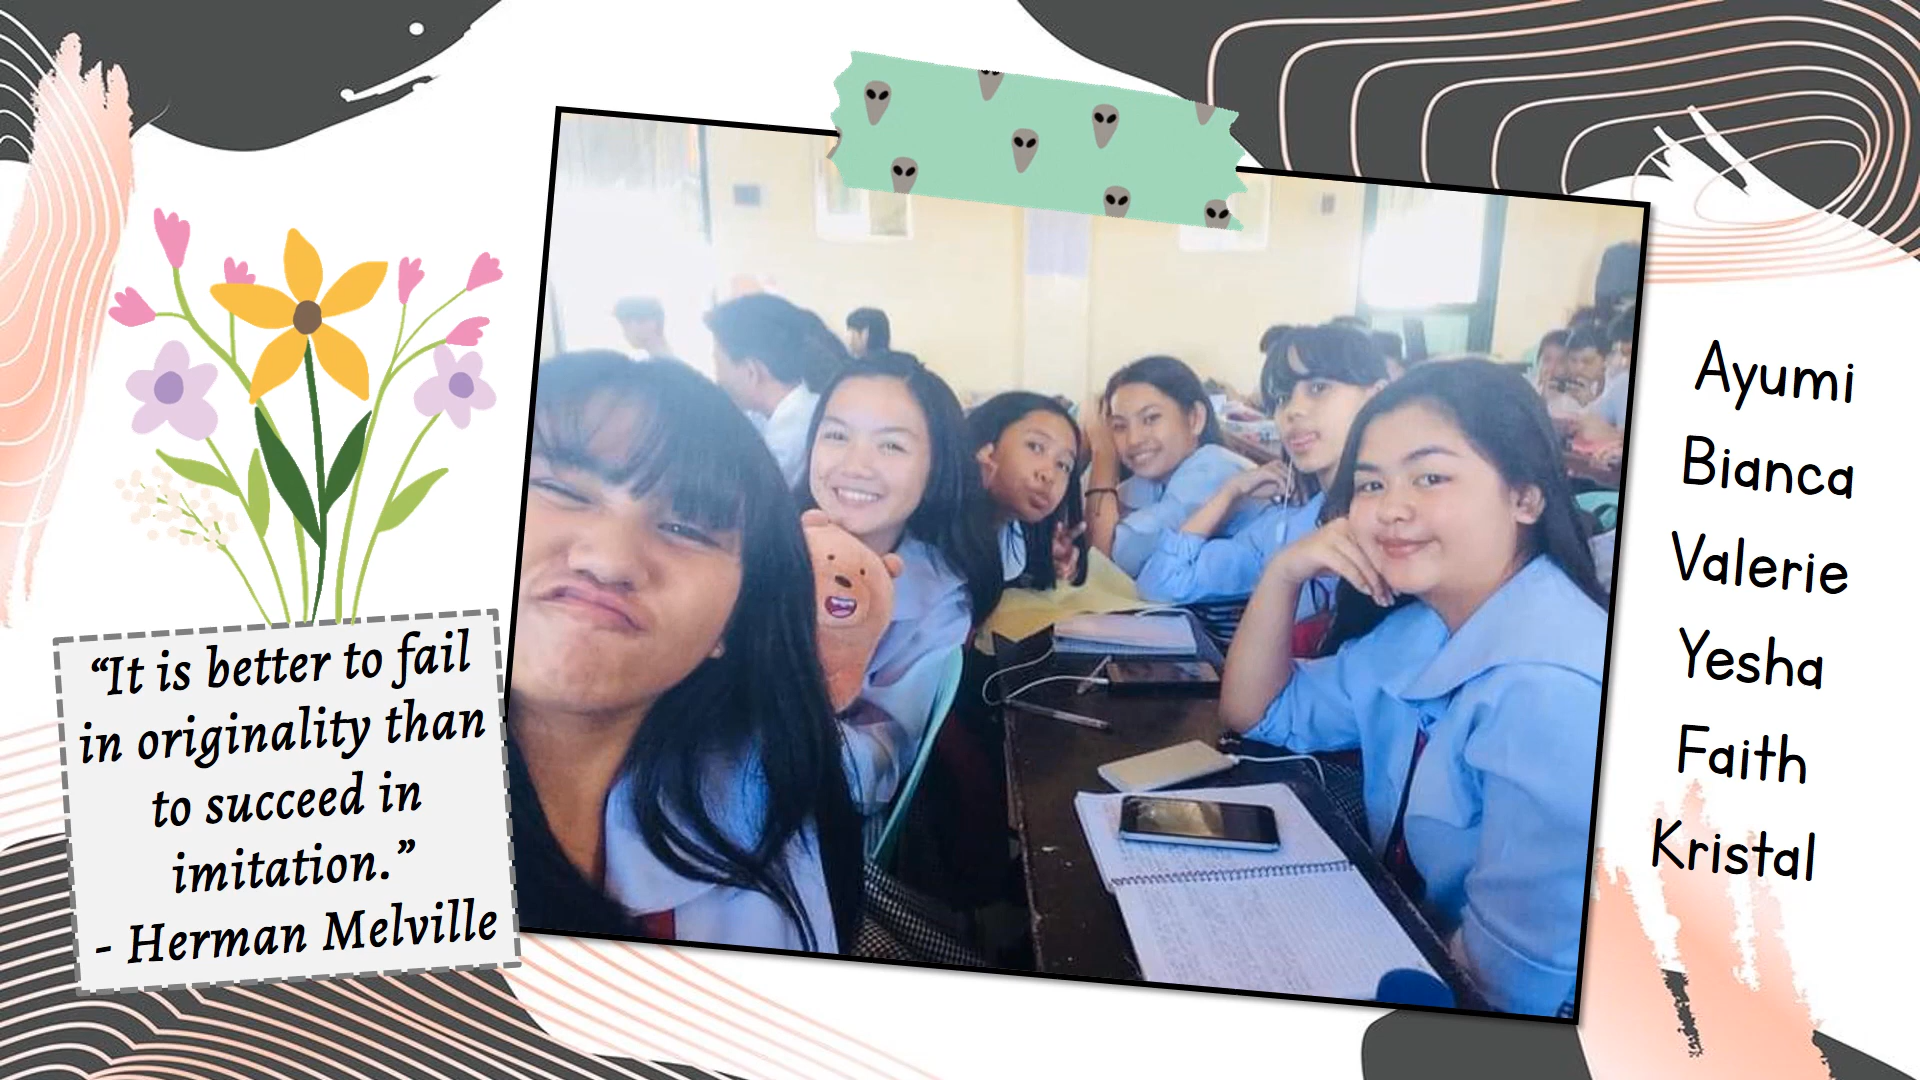 “It is better to fail
in originality than
to succeed in
imitation.”
- Herman Melville
Ayumi
Bianca
Valerie
Yesha
Faith
Kristal